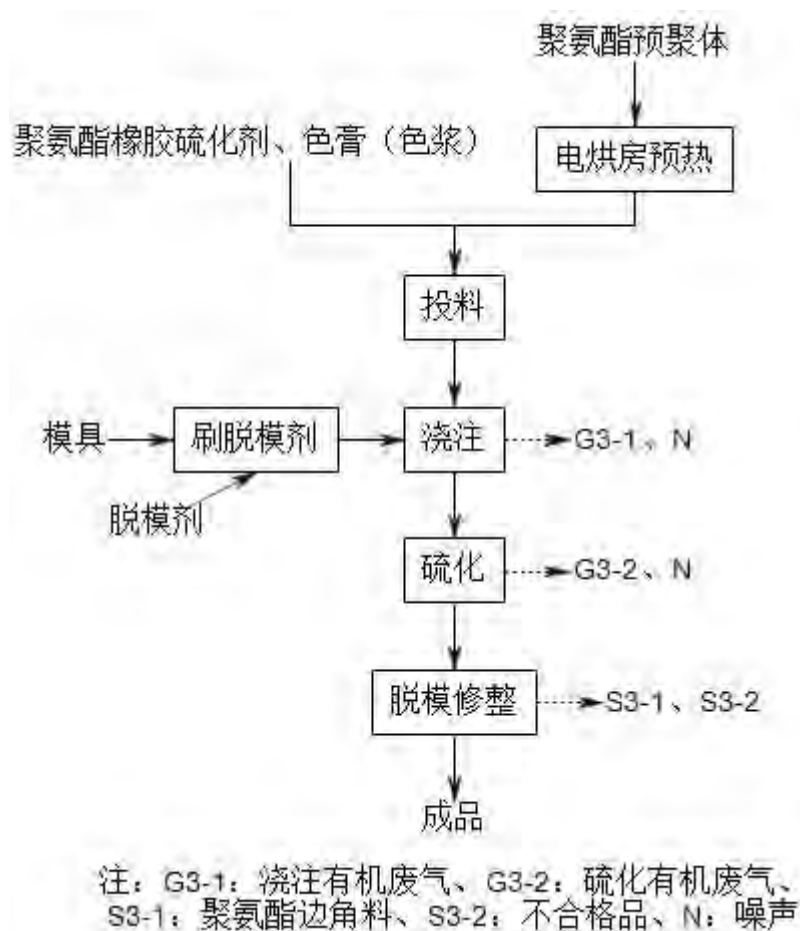 聚氨酯预聚体
聚氨酯橡胶硫化剂、色膏（色浆）
电烘房预热
投料
模具
刷脱模剂
浇注
G3-1、N
脱模剂
硫化
G3-2、N
脱模修整
S3-1、S3-2
成品
注：G3-1：浇注有机废气、G3-2：硫化有机废气、
S3-1：聚氨酯边角料、S3-2：不合格品、N：噪声